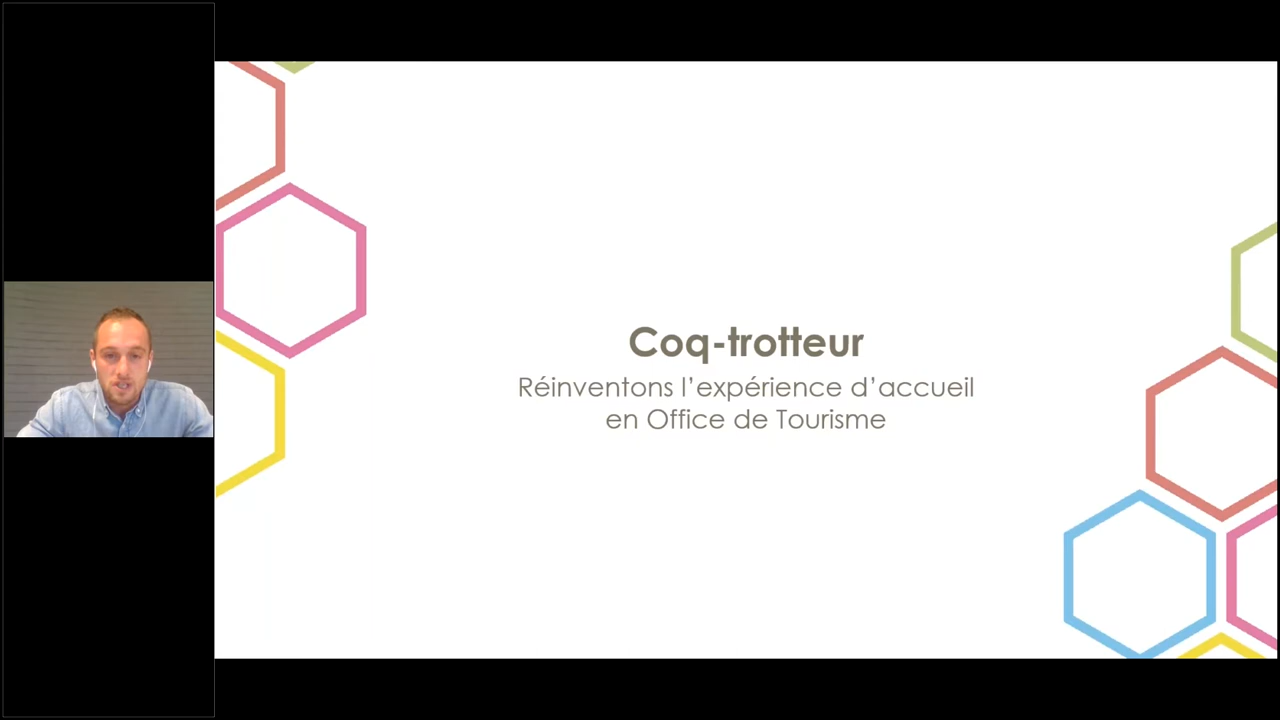 Coq-trotteur
Réinventons l’expérience d’accueil
en Office de Tourisme